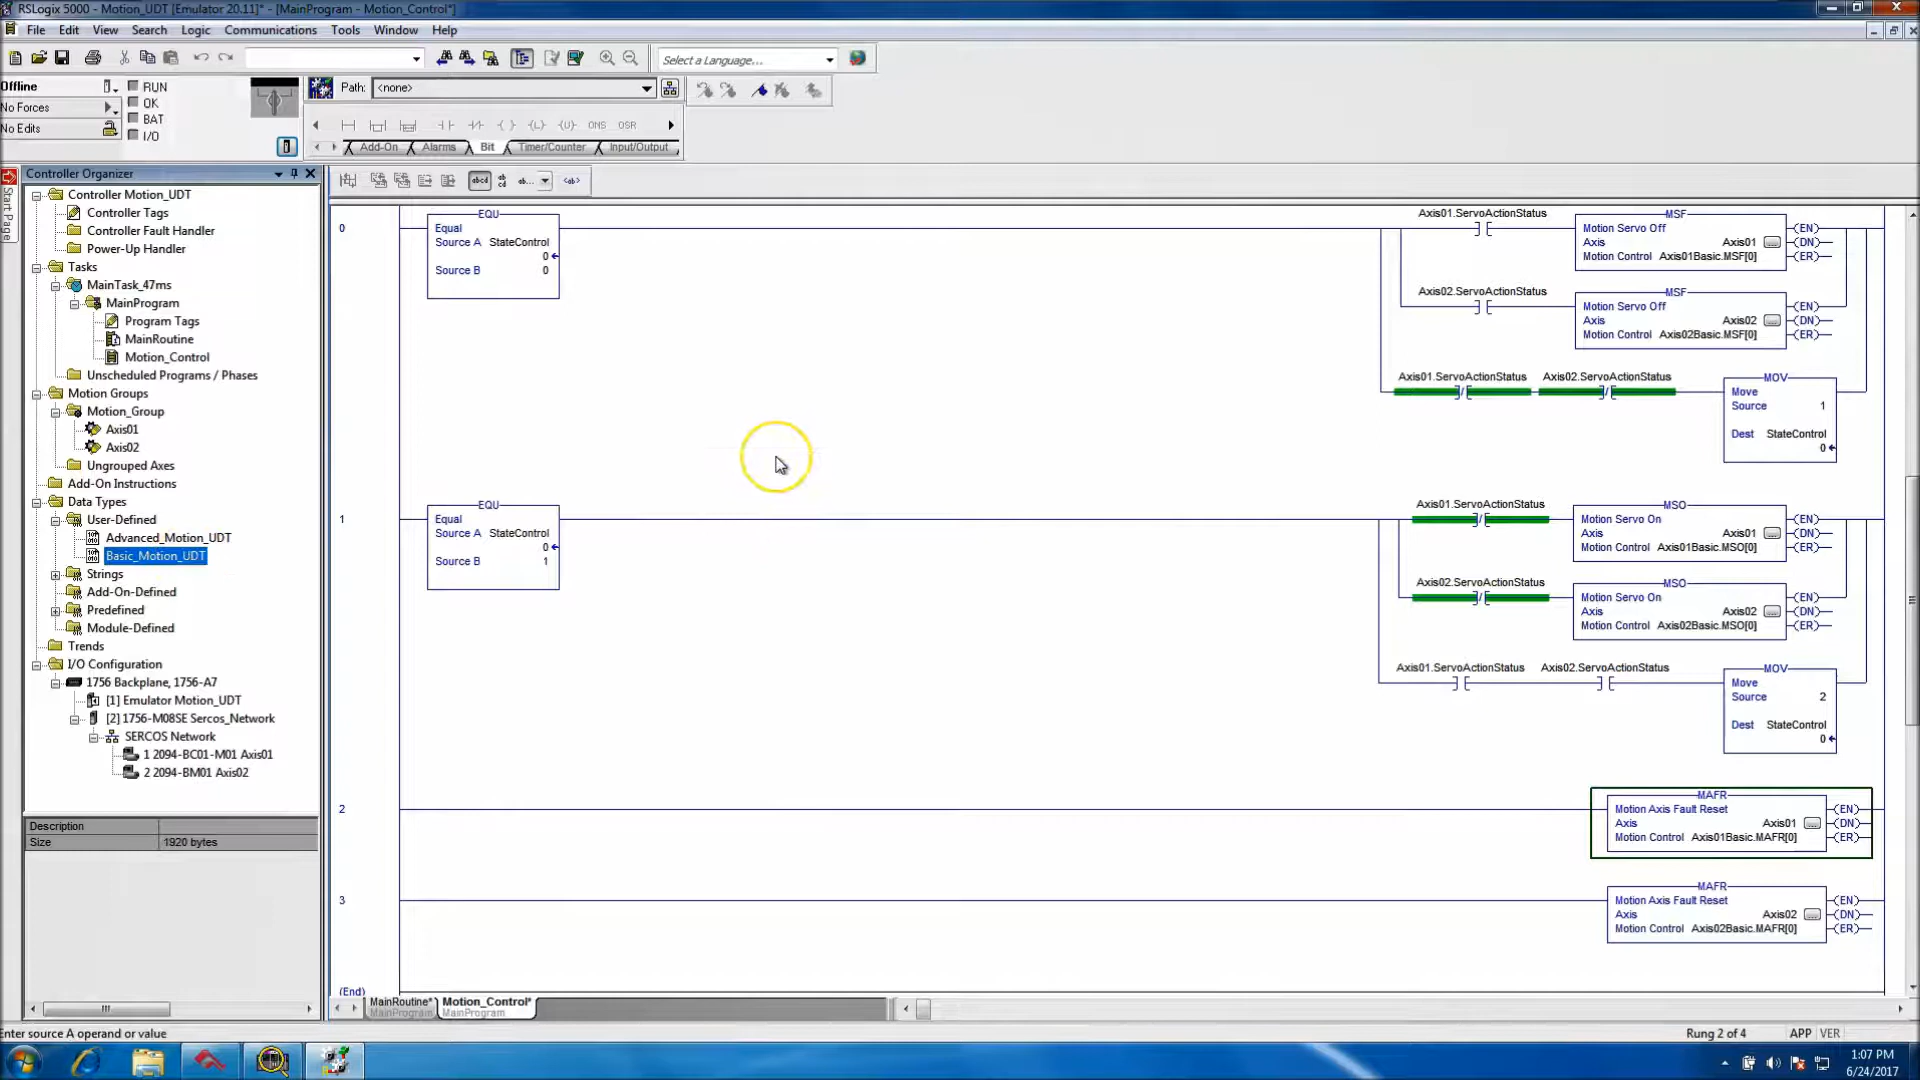 RSLogix 5000 - Motion_UDT [Emulator 20.11]* - [MainProgram - Motion_Control*]
File Edit View Search Logic Communications Tools Window Help
Select a Language...
Offline
RUN
No Forces
OK
No Edits
BAT
I/O
Path: <none>
ONS OSR
Add-On Alarms Bit Timer/Counter Input/Output
Start Page
Controller Organizer
Controller Motion_UDT
Controller Tags
Controller Fault Handler
Power-Up Handler
Tasks
MainTask_47ms
MainProgram
Program Tags
MainRoutine
Motion_Control
Unscheduled Programs / Phases
Motion Groups
Motion_Group
Axis01
Axis02
Ungrouped Axes
Add-On Instructions
Data Types
User-Defined
Advanced_Motion_UDT
Basic_Motion_UDT
Strings
Add-On-Defined
Predefined
Module-Defined
Trends
I/O Configuration
1756 Backplane, 1756-A7
[1] Emulator Motion_UDT
[2] 1756-M08SE Sercos_Network
SERCOS Network
1 2094-BC01-M01 Axis01
2 2094-BM01 Axis02
Description
Size 1920 bytes
0
EQU
Equal
Source A StateControl
0
Source B 0
Axis01.ServoActionStatus
MSF
Motion Servo Off (EN)
Axis Axis01 (DN)
Motion Control Axis01Basic.MSF[0] (ER)
Axis02.ServoActionStatus
MSF
Motion Servo Off (EN)
Axis Axis02 (DN)
Motion Control Axis02Basic.MSF[0] (ER)
Axis01.ServoActionStatus Axis02.ServoActionStatus
MOV
Move
Source 1
Dest StateControl
0
1
EQU
Equal
Source A StateControl
0
Source B 1
Axis01.ServoActionStatus
MSO
Motion Servo On (EN)
Axis Axis01 (DN)
Motion Control Axis01Basic.MSO[0] (ER)
Axis02.ServoActionStatus
MSO
Motion Servo On (EN)
Axis Axis02 (DN)
Motion Control Axis02Basic.MSO[0] (ER)
Axis01.ServoActionStatus Axis02.ServoActionStatus
MOV
Move
Source 2
Dest StateControl
0
2
MAFR
Motion Axis Fault Reset (EN)
Axis Axis01 (DN)
Motion Control Axis01Basic.MAFR[0] (ER)
3
MAFR
Motion Axis Fault Reset (EN)
Axis Axis02 (DN)
Motion Control Axis02Basic.MAFR[0] (ER)
(End)
MainRoutine* Motion_Control*
MainProgram MainProgram
Enter source A operand or value
Rung 2 of 4 APP VER
1:07 PM
6/24/2017